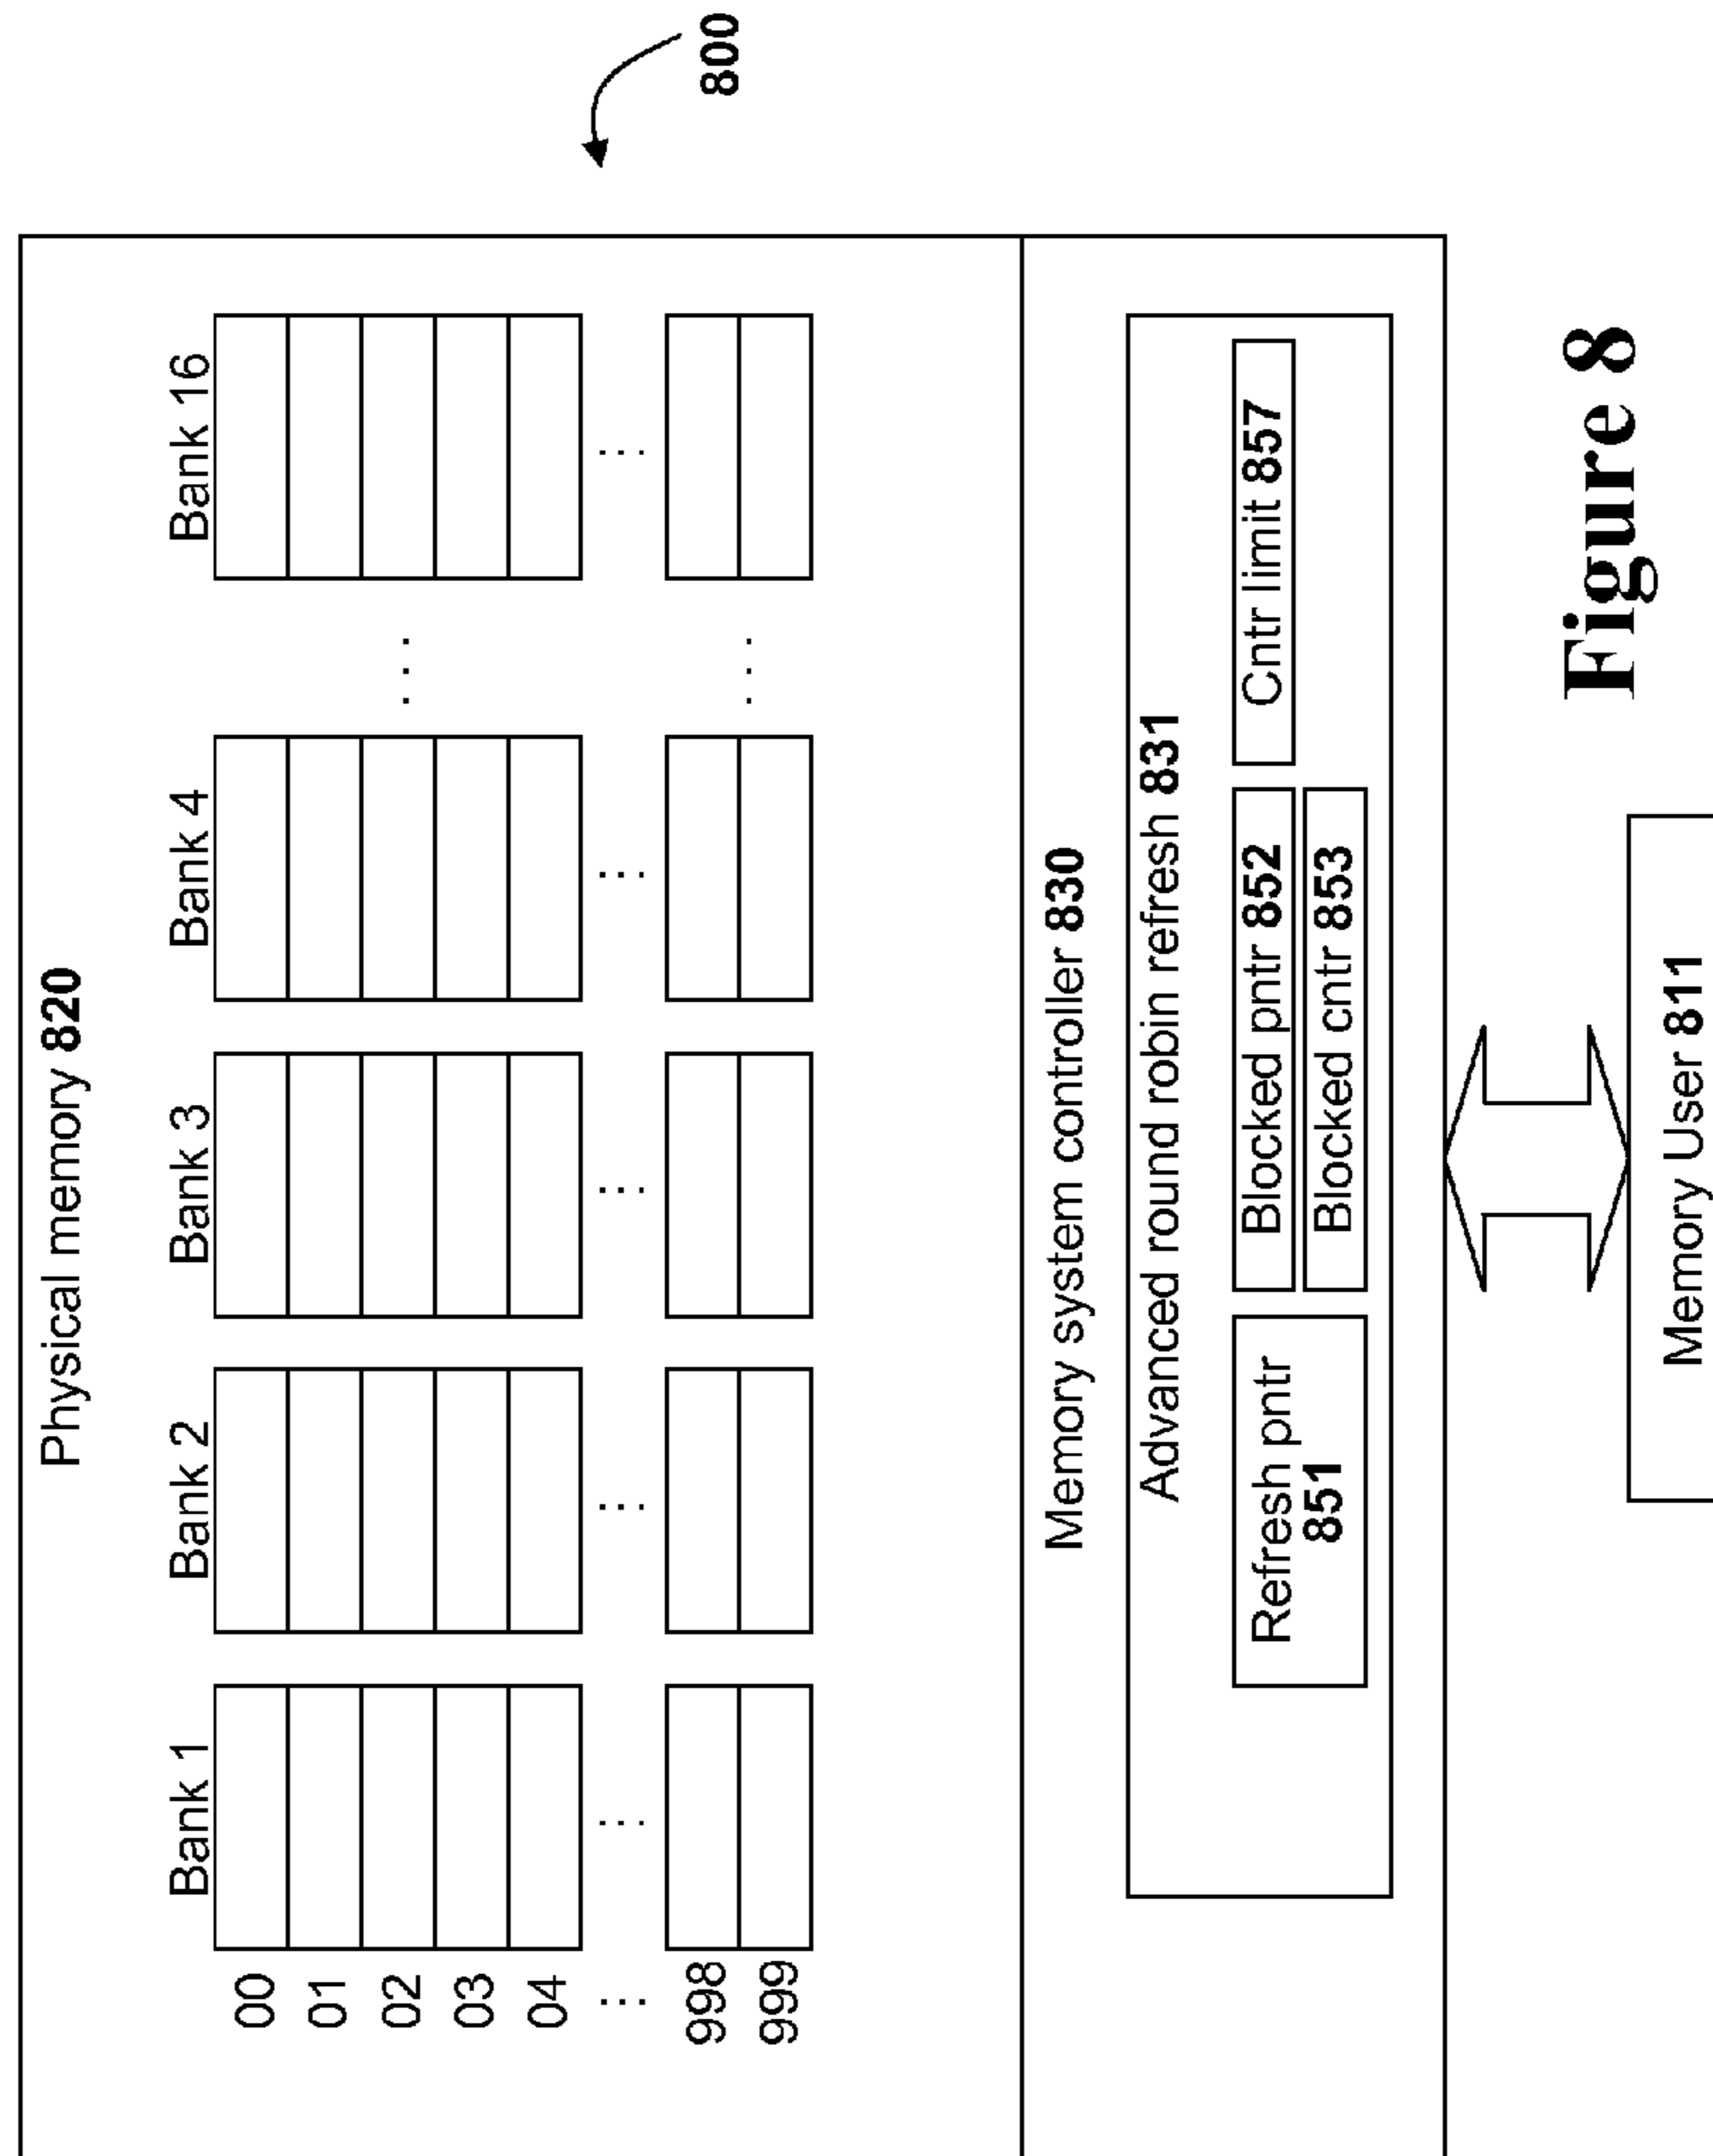 Physical memory 820
Bank 1 Bank 2 Bank 3 Bank 4 Bank 16
00
01
02
03
04
... ... ... ... ... ...
998
999
800
Memory system controller 830
Advanced round robin refresh 831
Refresh pntr
851
Blocked pntr 852
Blocked cntr 853
Cntr limit 857
Memory User 811
Figure 8